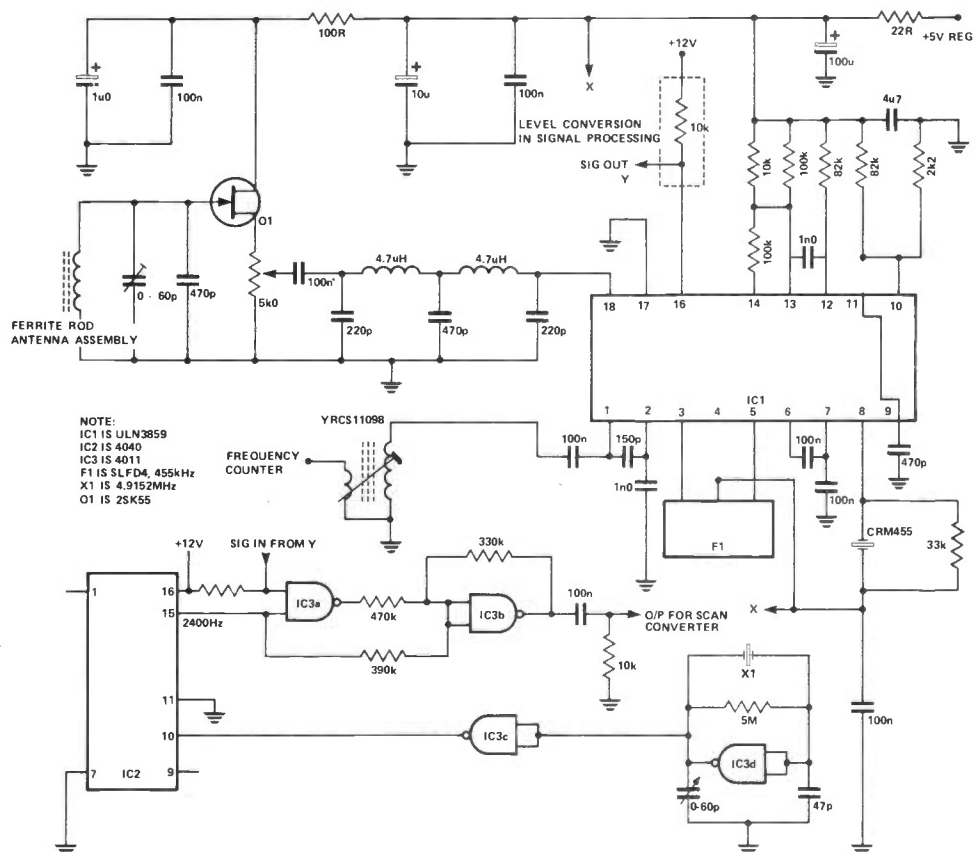 100R
22R
+5V REG
+
1u0
100n
+
10u
100n
X
+12V
+
100u
LEVEL CONVERSION
IN SIGNAL PROCESSING
10k
SIG OUT
Y
4u7
10k
100k
82k
82k
2k2
O1
100k
1n0
4.7uH
4.7uH
100n
5k0
0 - 60p
470p
FERRITE ROD
ANTENNA ASSEMBLY
220p
470p
220p
18
17
16
14
13
12
11
10
IC1
1
2
3
4
5
6
7
8
9
NOTE:
IC1 IS ULN3859
IC2 IS 4040
IC3 IS 4011
F1 IS SLFD4, 455kHz
X1 IS 4.9152MHz
O1 IS 2SK55
YRCS11098
FREQUENCY
COUNTER
100n
150p
1n0
100n
100n
470p
F1
CRM455
33k
+12V
SIG IN FROM Y
330k
1
16
15
2400Hz
IC3a
470k
IC3b
100n
O/P FOR SCAN
CONVERTER
X
390k
10k
X1
5M
11
10
IC3c
IC3d
100n
7
IC2
9
0-60p
47p